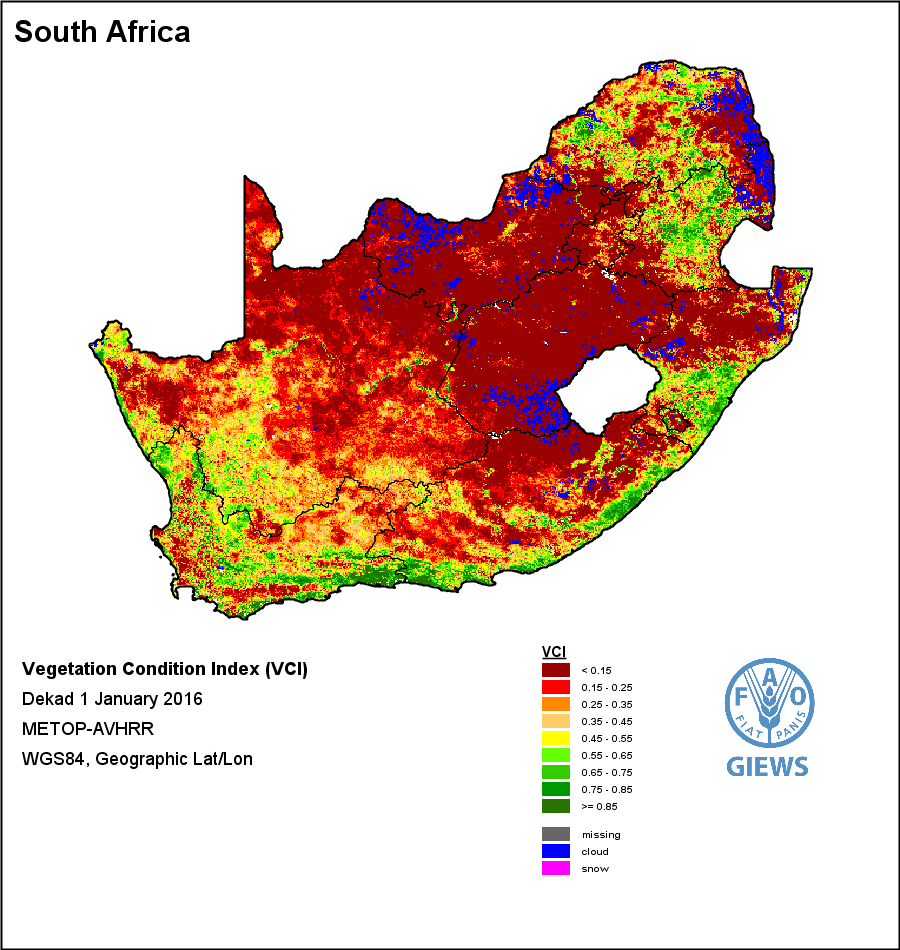 South Africa
Vegetation Condition Index (VCI)
Dekad 1 January 2016
METOP-AVHRR
WGS84, Geographic Lat/Lon
VCI
< 0.15
0.15 - 0.25
0.25 - 0.35
0.35 - 0.45
0.45 - 0.55
0.55 - 0.65
0.65 - 0.75
0.75 - 0.85
>= 0.85
missing
cloud
snow
F A O
FIAT PANIS
GIEWS